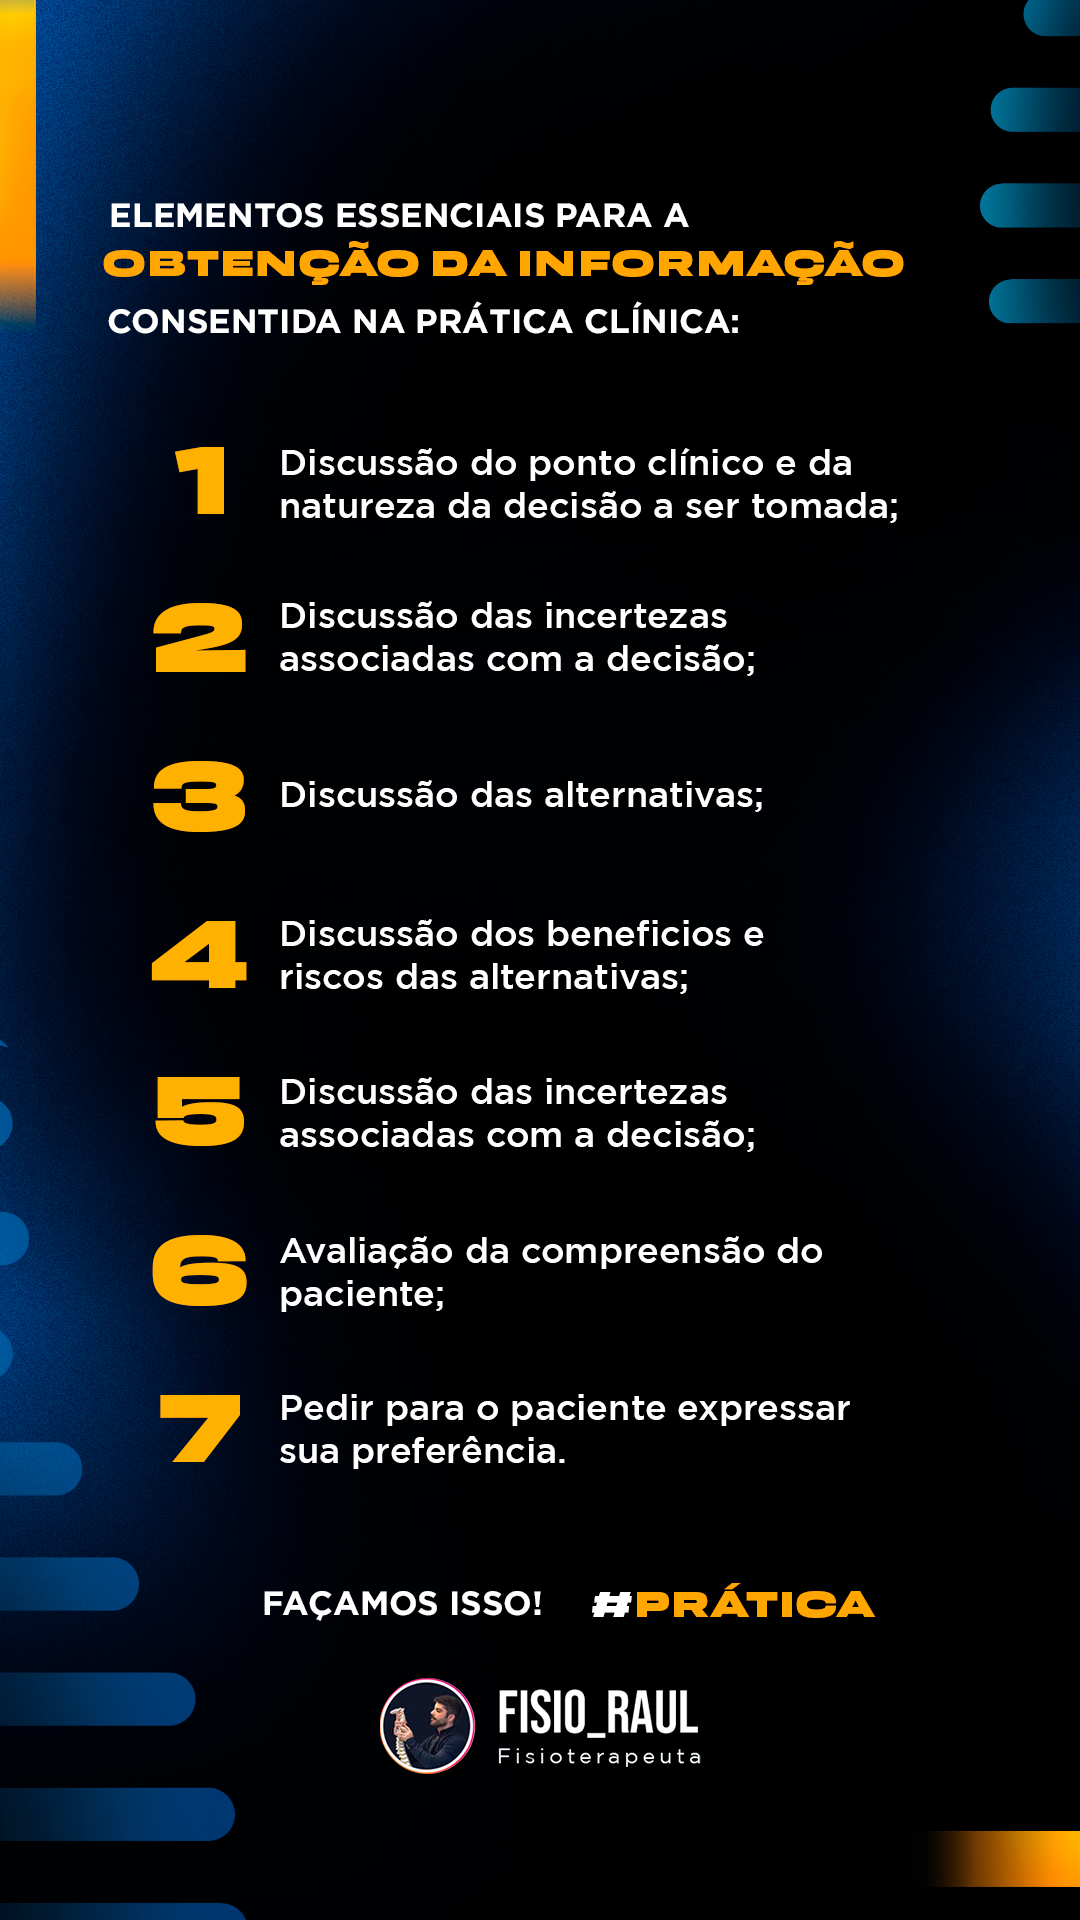 ELEMENTOS ESSENCIAIS PARA A
OBTENÇÃO DA INFORMAÇÃO
CONSENTIDA NA PRÁTICA CLÍNICA:
1
Discussão do ponto clínico e da
natureza da decisão a ser tomada;
2
Discussão das incertezas
associadas com a decisão;
3
Discussão das alternativas;
4
Discussão dos beneficios e
riscos das alternativas;
5
Discussão das incertezas
associadas com a decisão;
6
Avaliação da compreensão do
paciente;
7
Pedir para o paciente expressar
sua preferência.
FAÇAMOS ISSO! #PRÁTICA
FISIO_RAUL
Fisioterapeuta